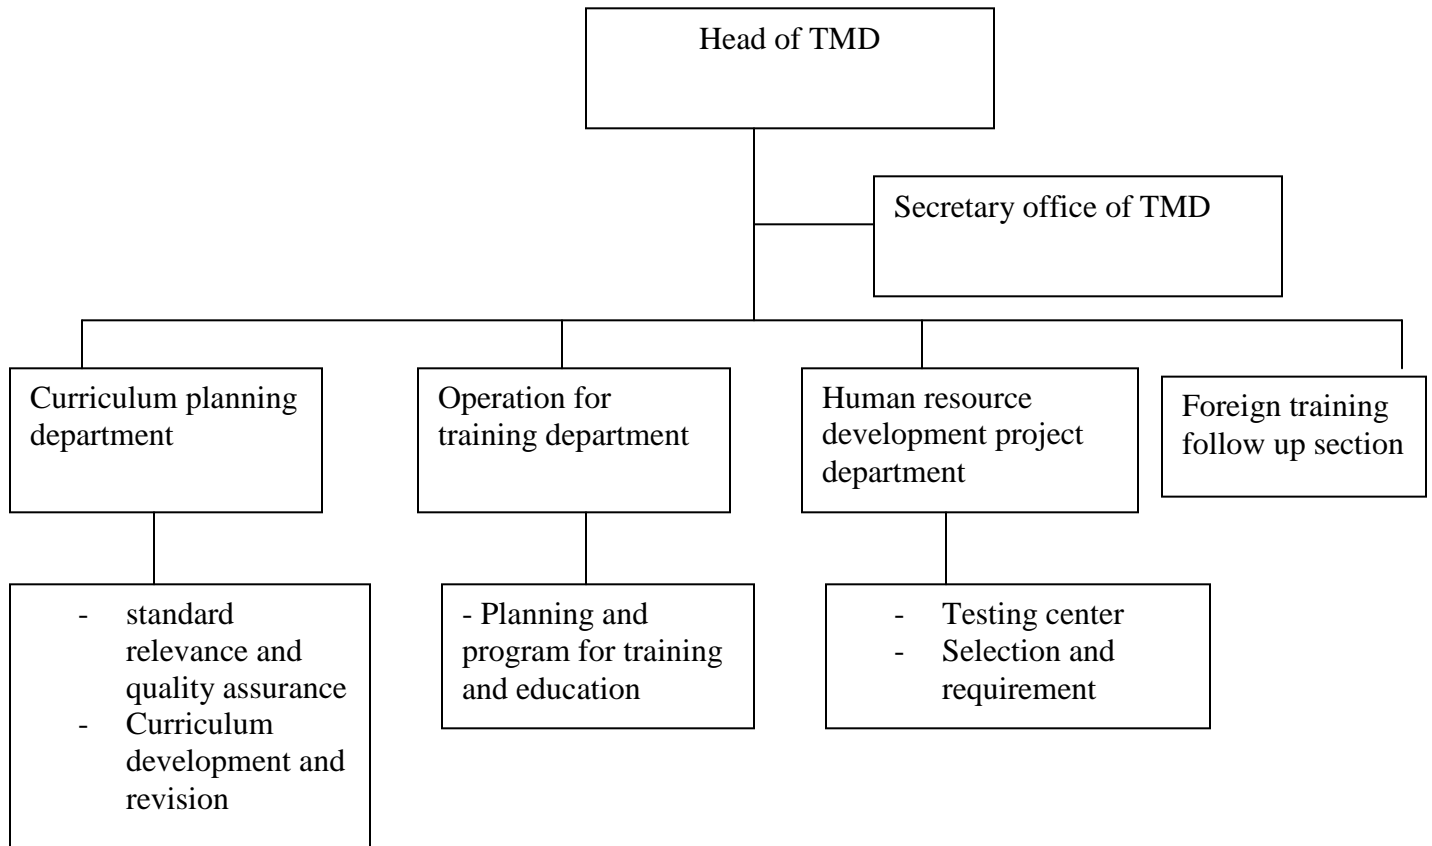 Head of TMD
Secretary office of TMD
Curriculum planning
department
Operation for
training department
Human resource
development project
department
Foreign training
follow up section
- standard
relevance and
quality assurance
- Curriculum
development and
revision
- Planning and
program for training
and education
- Testing center
- Selection and
requirement